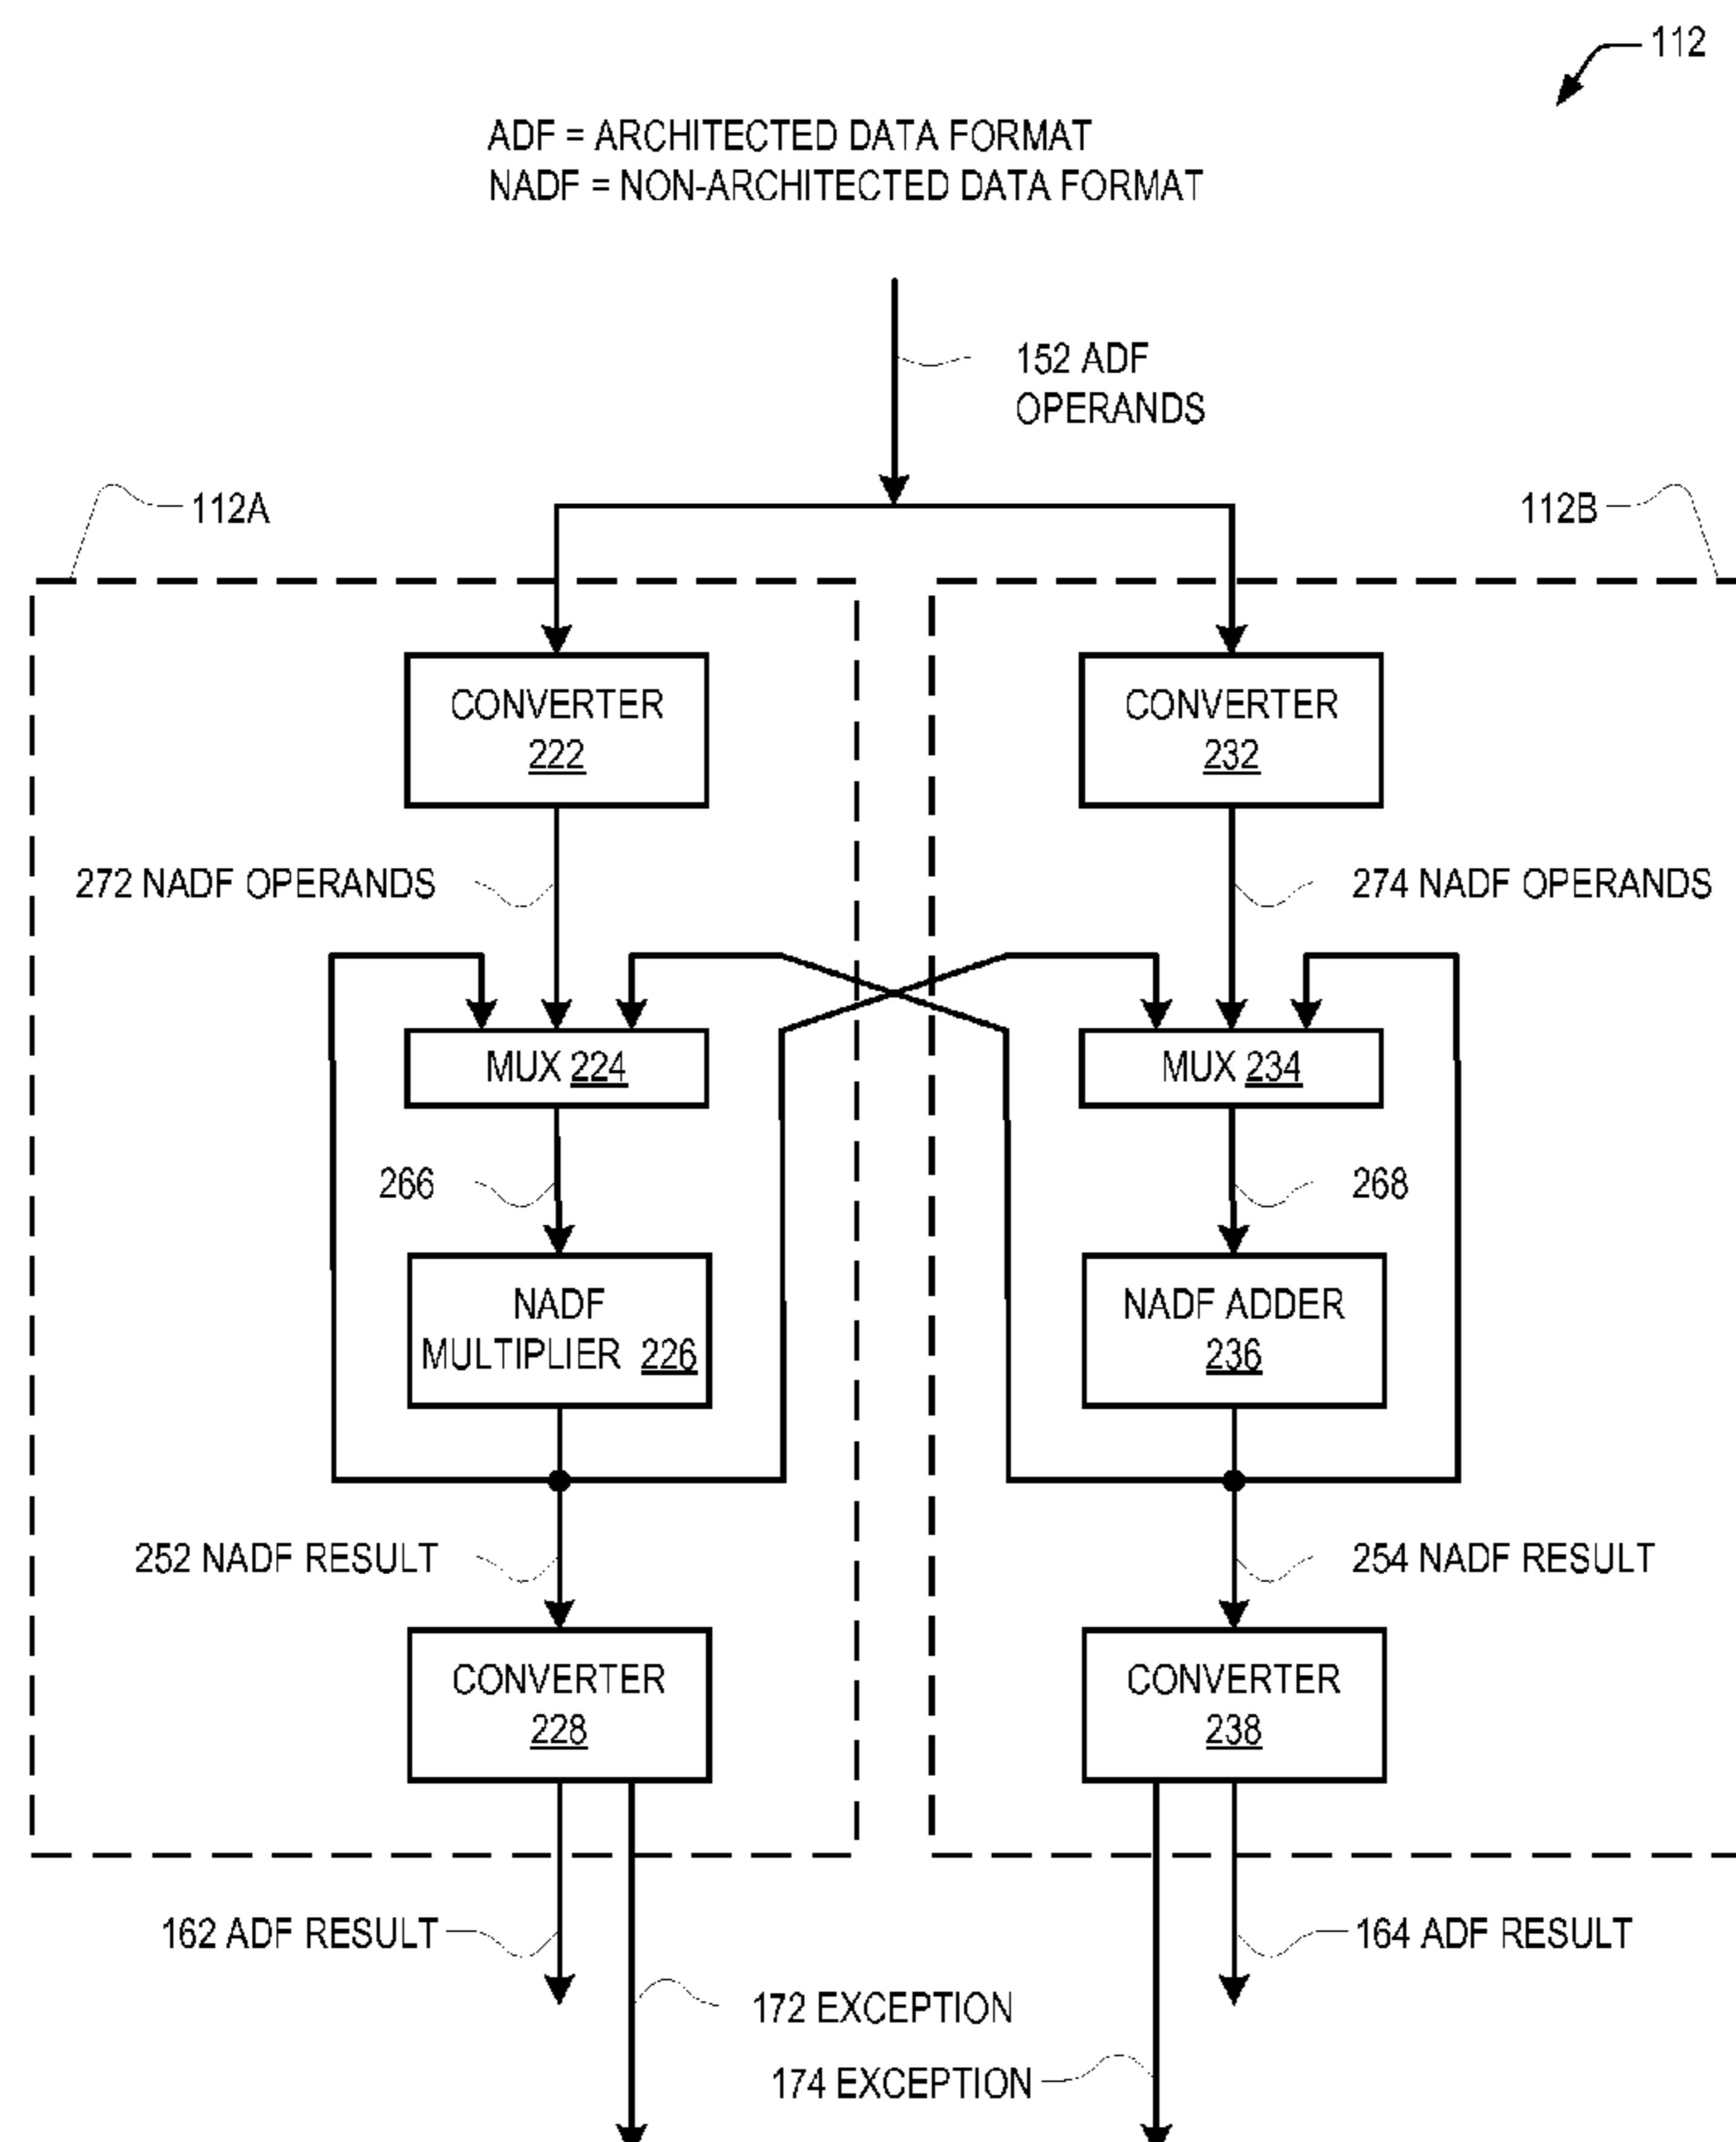 112
ADF = ARCHITECTED DATA FORMAT
NADF = NON-ARCHITECTED DATA FORMAT
152 ADF
OPERANDS
112A
112B
CONVERTER
222
CONVERTER
232
272 NADF OPERANDS
274 NADF OPERANDS
MUX 224
MUX 234
266
268
NADF
MULTIPLIER 226
NADF ADDER
236
252 NADF RESULT
254 NADF RESULT
CONVERTER
228
CONVERTER
238
162 ADF RESULT
164 ADF RESULT
172 EXCEPTION
174 EXCEPTION